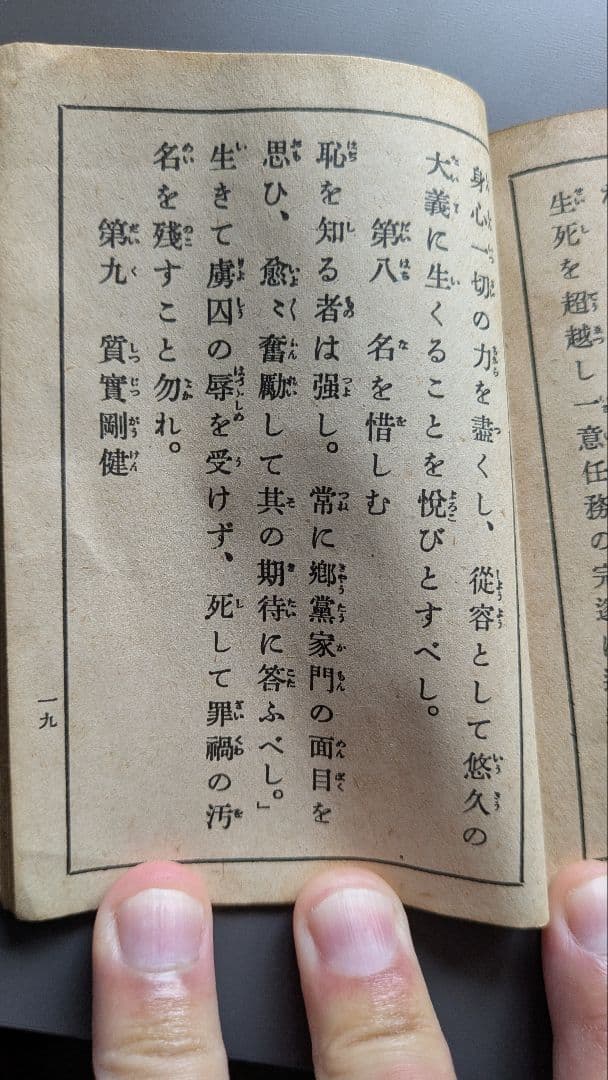 生死を超越し一意任務の完遂に
身心一切の力を盡くし、從容として悠久の
大義に生くることを悅びとすべし。
第八 名を惜しむ
恥を知る者は强し。常に鄕黨家門の面目を
思ひ、愈〻奮勵して其の期待に答ふべし。」
生きて虜囚の辱を受けず、死して罪禍の汚
名を殘すこと勿れ。
第九 質實剛健
一九